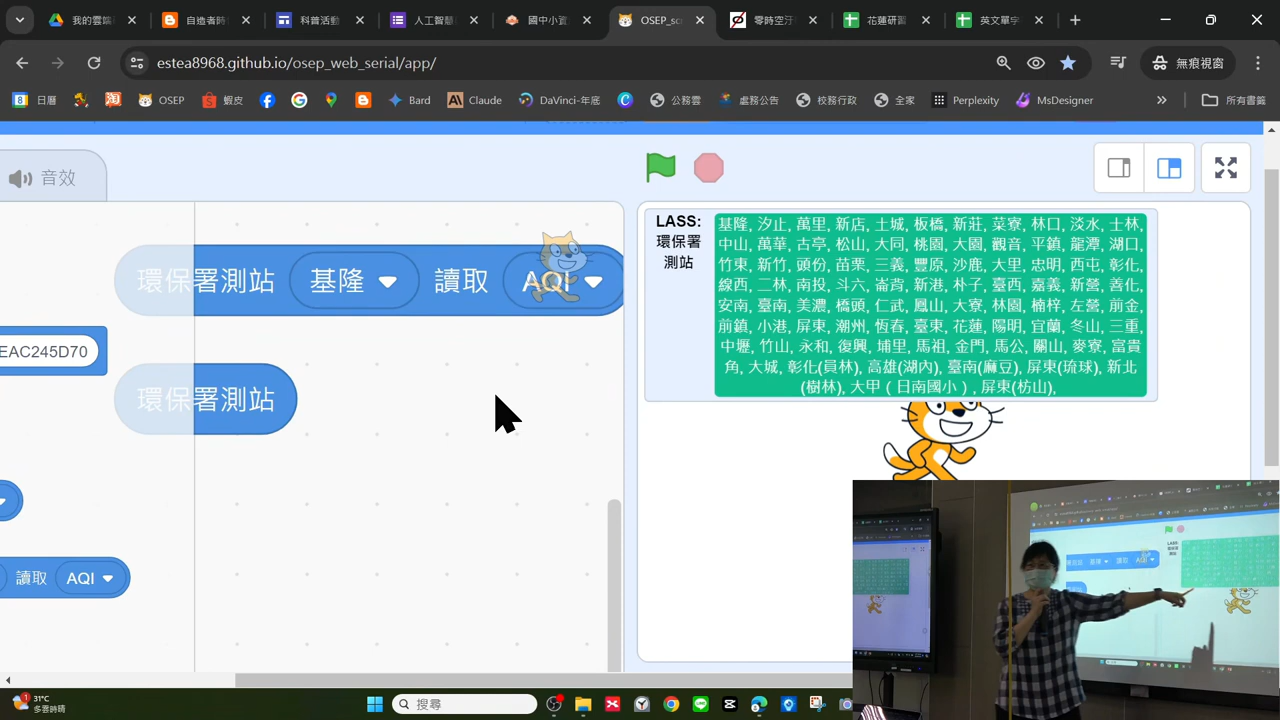 我的雲端硬
自造者時
科普活動
人工智慧
國中小資
OSEP_sc
零時空汙
花蓮研習
英文單字
estea8968.github.io/osep_web_serial/app/
無痕視窗
日曆
淘
OSEP
蝦皮
Bard
Claude
DaVinci-年底
公務雲
處務公告
校務行政
全家
Perplexity
MsDesigner
所有書籤
音效
環保署測站 基隆 讀取 AQI
EAC245D70
環保署測站
讀取 AQI
LASS:
環保署
測站
基隆, 汐止, 萬里, 新店, 土城, 板橋, 新莊, 菜寮, 林口, 淡水, 士林,
中山, 萬華, 古亭, 松山, 大同, 桃園, 大園, 觀音, 平鎮, 龍潭, 湖口,
竹東, 新竹, 頭份, 苗栗, 三義, 豐原, 沙鹿, 大里, 忠明, 西屯, 彰化,
線西, 二林, 南投, 斗六, 崙背, 新港, 朴子, 臺西, 嘉義, 新營, 善化,
安南, 臺南, 美濃, 橋頭, 仁武, 鳳山, 大寮, 林園, 楠梓, 左營, 前金,
前鎮, 小港, 屏東, 潮州, 恆春, 臺東, 花蓮, 陽明, 宜蘭, 冬山, 三重,
中壢, 竹山, 永和, 復興, 埔里, 馬祖, 金門, 馬公, 關山, 麥寮, 富貴
角, 大城, 彰化(員林), 高雄(湖內), 臺南(麻豆), 屏東(琉球), 新北
(樹林), 大甲（日南國小）, 屏東(枋山),
31°C
多雲時晴
搜尋